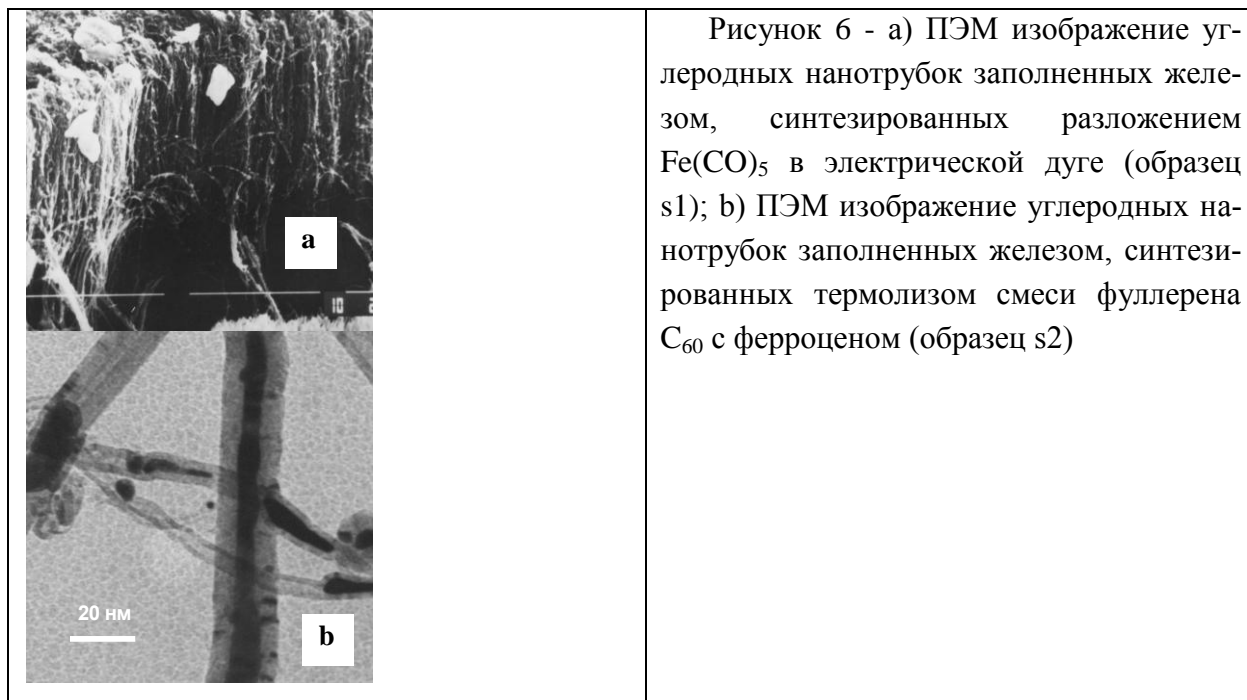 a
10
20 нм
b
Рисунок 6 - a) ПЭМ изображение уг-
леродных нанотрубок заполненных желе-
зом, синтезированных разложением
Fe(CO)₅ в электрической дуге (образец
s1); b) ПЭМ изображение углеродных на-
нотрубок заполненных железом, синтези-
рованных термолизом смеси фуллерена
C₆₀ с ферроценом (образец s2)